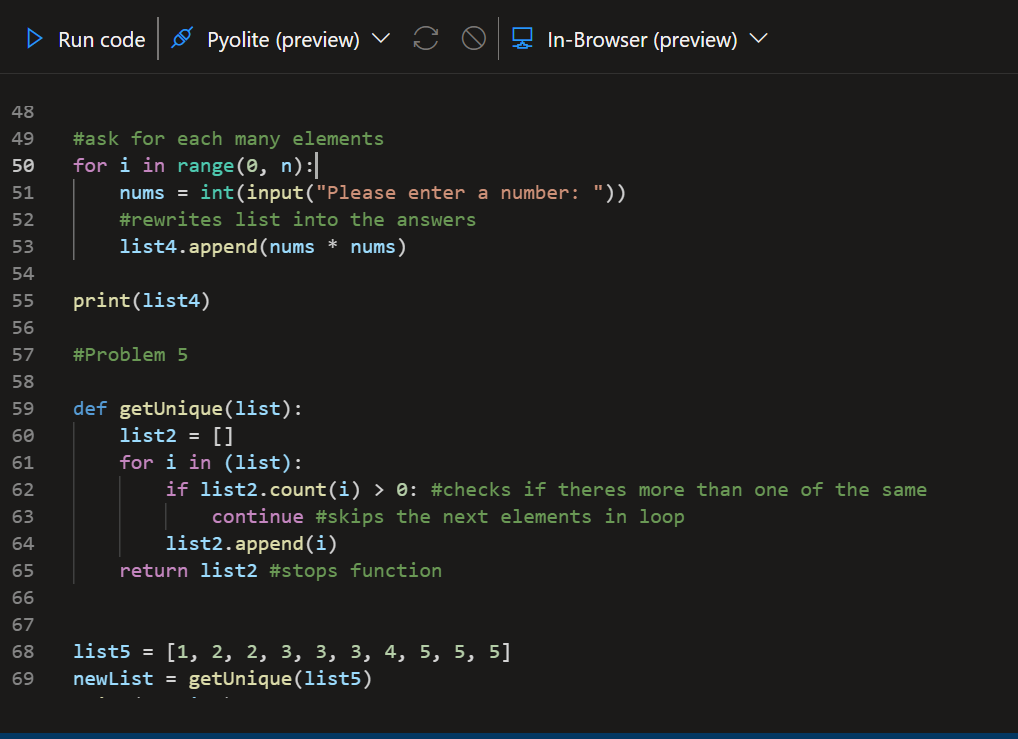 Run code Pyolite (preview) In-Browser (preview)
48
49 #ask for each many elements
50 for i in range(0, n):
51     nums = int(input("Please enter a number: "))
52     #rewrites list into the answers
53     list4.append(nums * nums)
54
55 print(list4)
56
57 #Problem 5
58
59 def getUnique(list):
60     list2 = []
61     for i in (list):
62         if list2.count(i) > 0: #checks if theres more than one of the same
63             continue #skips the next elements in loop
64         list2.append(i)
65     return list2 #stops function
66
67
68 list5 = [1, 2, 2, 3, 3, 3, 4, 5, 5, 5]
69 newList = getUnique(list5)